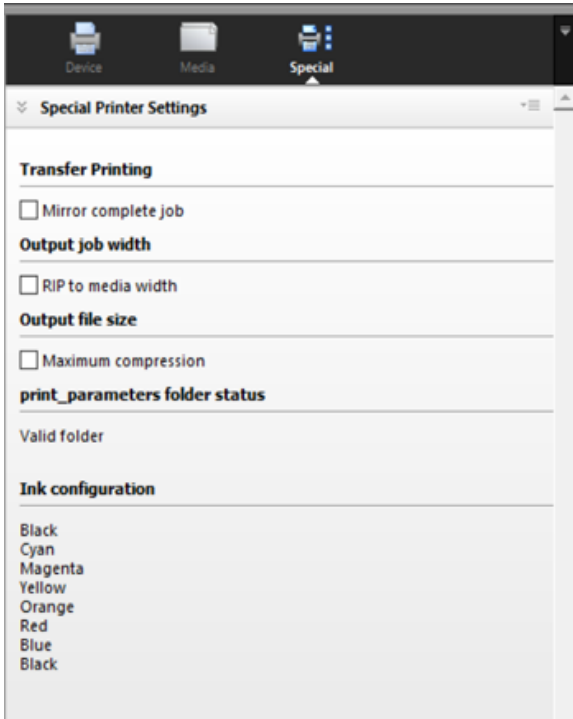 Device
Media
Special
Special Printer Settings
Transfer Printing
Mirror complete job
Output job width
RIP to media width
Output file size
Maximum compression
print_parameters folder status
Valid folder
Ink configuration
Black
Cyan
Magenta
Yellow
Orange
Red
Blue
Black